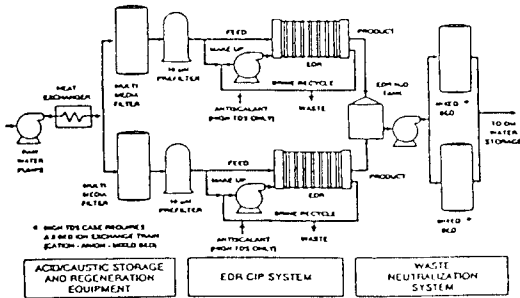 HEAT
EXCHANGER
RAW
WATER
PUMPS
MULTI
MEDIA
FILTER
10 µM
PREFILTER
FEED
MAKE UP
EDR
PRODUCT
BRINE RECYCLE
ANTISCALANT
(HIGH TDS ONLY)
WASTE
EDR H2O
TANK
MIXED *
BED
TO DM
WATER
STORAGE
MULTI
MEDIA
FILTER
10 µM
PREFILTER
FEED
MAKE UP
EDR
PRODUCT
BRINE RECYCLE
ANTISCALANT
(HIGH TDS ONLY)
WASTE
MIXED *
BED
* HIGH TDS CASE REQUIRES
A 3 BED ION EXCHANGE TRAIN
(CATION - ANION - MIXED BED)
ACID/CAUSTIC STORAGE
AND REGENERATION
EQUIPMENT
EDR CIP SYSTEM
WASTE
NEUTRALIZATION
SYSTEM